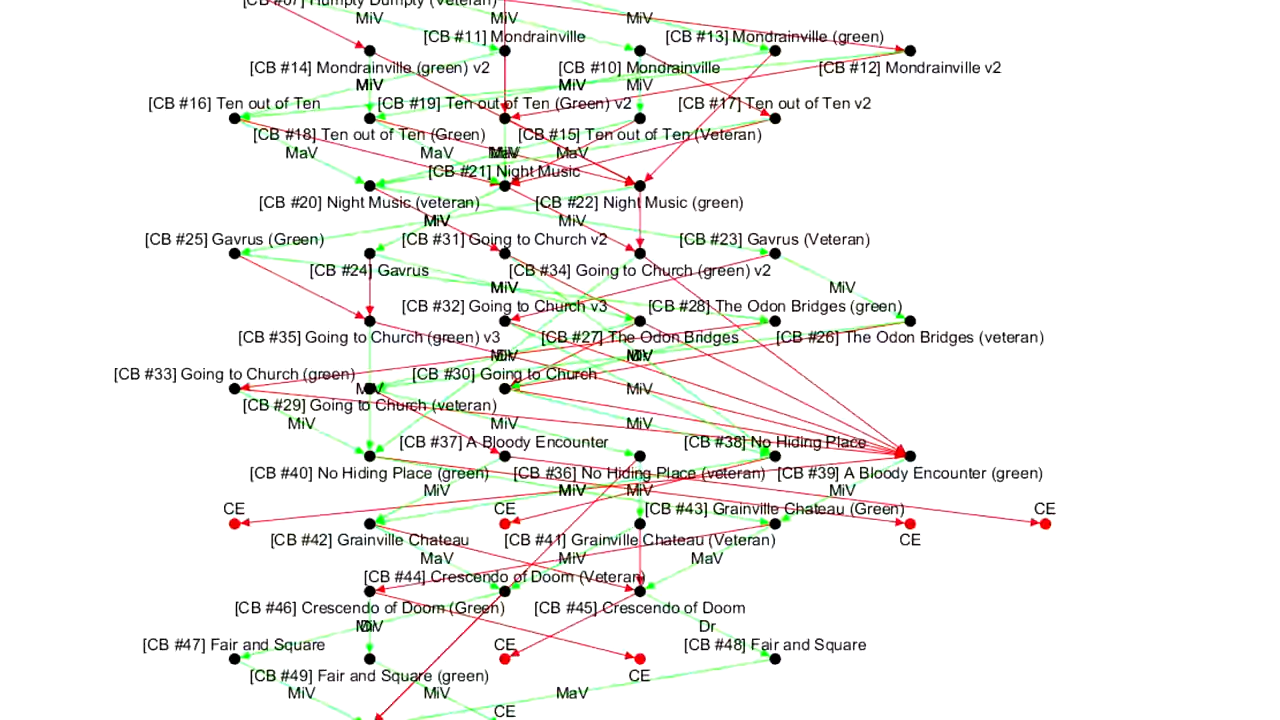 [CB #07] Humpty Dumpty (Veteran)
MiV MiV MiV
[CB #11] Mondrainville [CB #13] Mondrainville (green)
[CB #14] Mondrainville (green) v2 [CB #10] Mondrainville [CB #12] Mondrainville v2
MiV MiV MiV
[CB #16] Ten out of Ten [CB #19] Ten out of Ten (Green) v2 [CB #17] Ten out of Ten v2
[CB #18] Ten out of Ten (Green) [CB #15] Ten out of Ten (Veteran)
MaV MaV MaV MaV
[CB #21] Night Music
[CB #20] Night Music (veteran) [CB #22] Night Music (green)
MiV MiV
[CB #25] Gavrus (Green) [CB #31] Going to Church v2 [CB #23] Gavrus (Veteran)
[CB #24] Gavrus [CB #34] Going to Church (green) v2
MiV MiV
[CB #32] Going to Church v3 [CB #28] The Odon Bridges (green)
[CB #35] Going to Church (green) v3 [CB #27] The Odon Bridges [CB #26] The Odon Bridges (veteran)
[CB #33] Going to Church (green) [CB #30] Going to Church
MiV MiV
[CB #29] Going to Church (veteran)
MiV MiV MiV
[CB #37] A Bloody Encounter [CB #38] No Hiding Place
[CB #40] No Hiding Place (green) [CB #36] No Hiding Place (veteran) [CB #39] A Bloody Encounter (green)
MiV MiV MiV MiV
CE CE [CB #43] Grainville Chateau (Green) CE
[CB #42] Grainville Chateau [CB #41] Grainville Chateau (Veteran) CE
MaV MiV MaV
[CB #44] Crescendo of Doom (Veteran)
[CB #46] Crescendo of Doom (Green) [CB #45] Crescendo of Doom
Dr
[CB #47] Fair and Square CE [CB #48] Fair and Square
[CB #49] Fair and Square (green) CE
MiV MiV MaV
CE